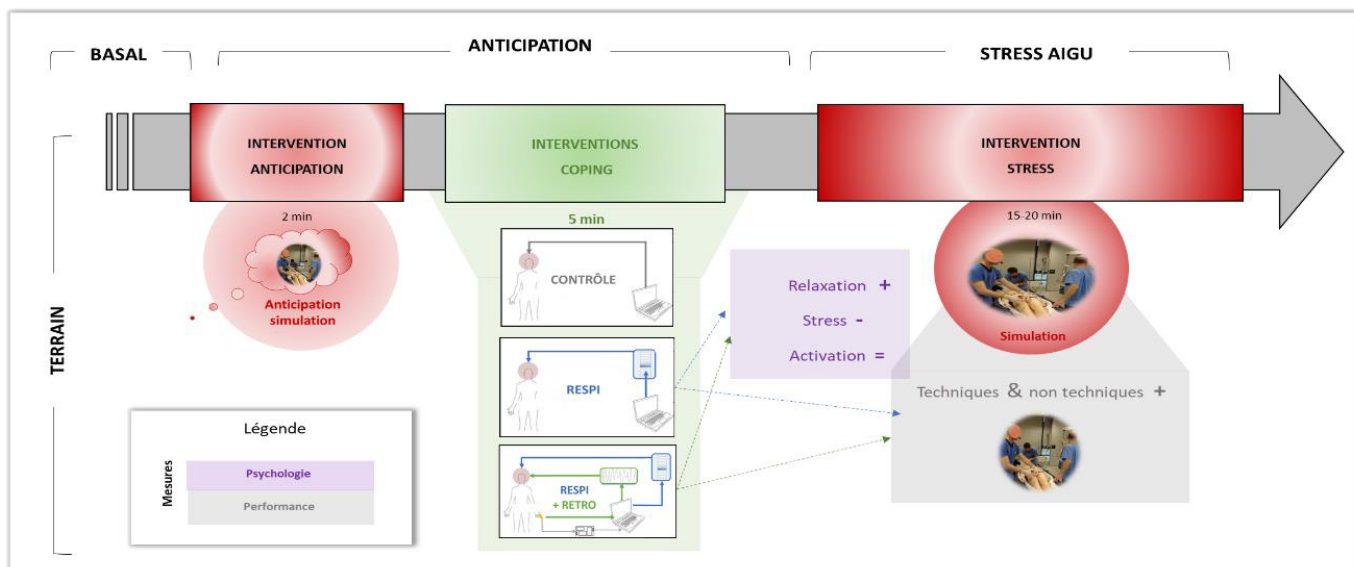 BASAL
ANTICIPATION
STRESS AIGU
TERRAIN
INTERVENTION
ANTICIPATION
INTERVENTIONS
COPING
INTERVENTION
STRESS
2 min
Anticipation
simulation
5 min
CONTRÔLE
RESPI
RESPI
+ RETRO
Relaxation +
Stress -
Activation =
15-20 min
Simulation
Techniques & non techniques +
Légende
Mesures
Psychologie
Performance